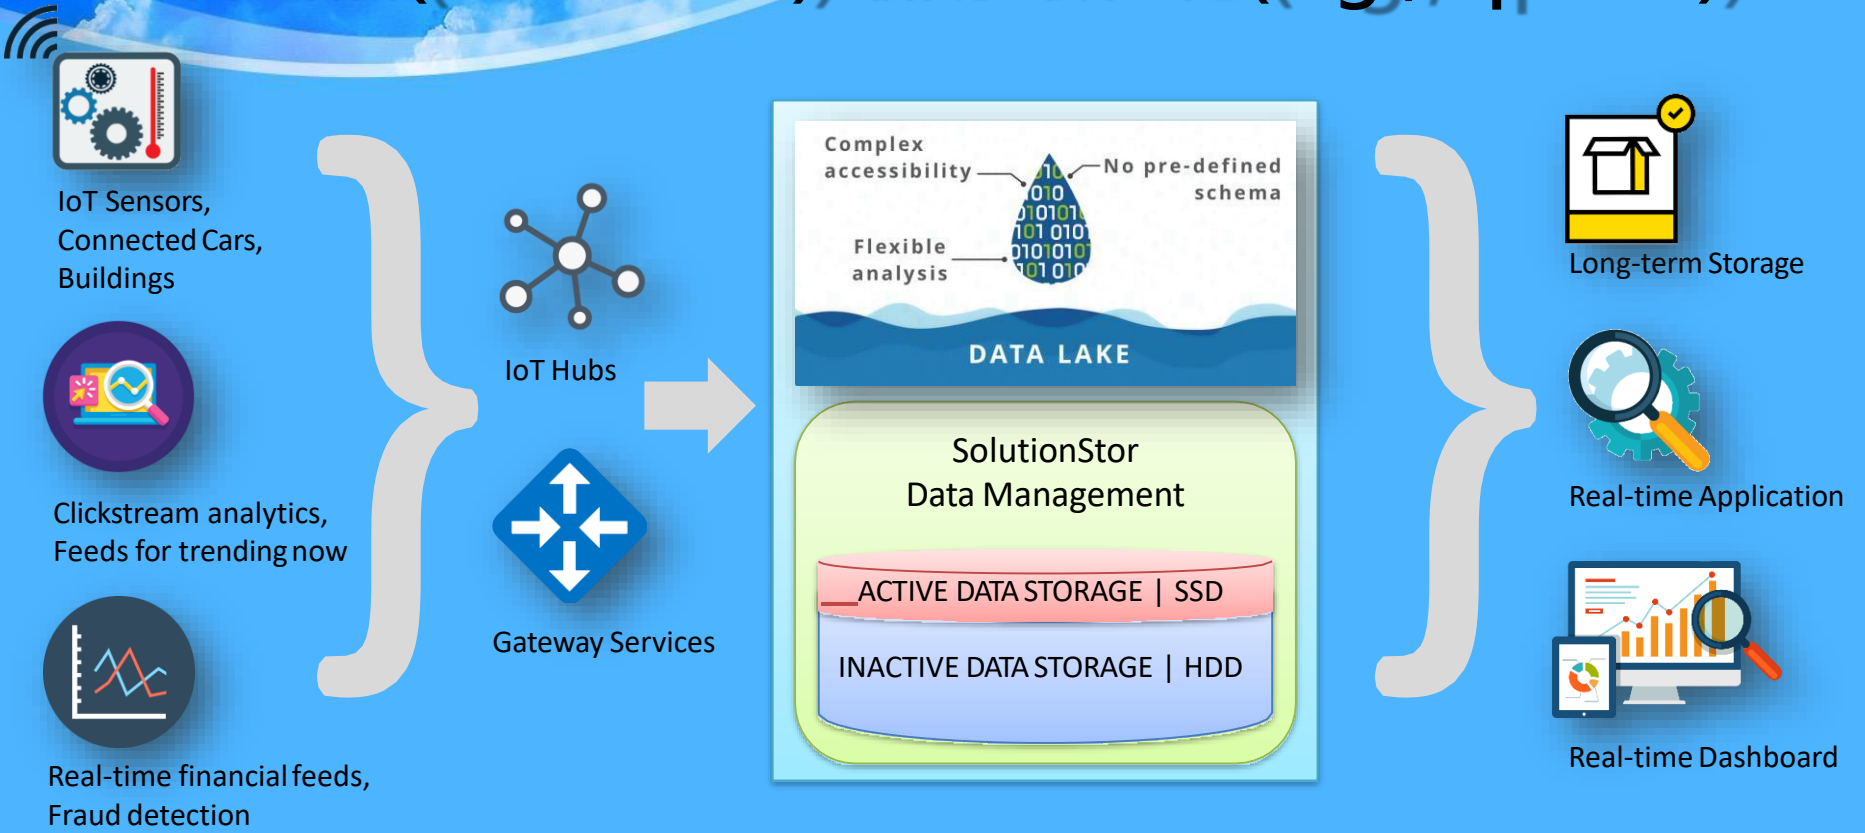 IoT Sensors,
Connected Cars,
Buildings
Clickstream analytics,
Feeds for trending now
Real-time financial feeds,
Fraud detection
IoT Hubs
Gateway Services
Complex
accessibility
No pre-defined
schema
Flexible
analysis
DATA LAKE
SolutionStor
Data Management
ACTIVE DATA STORAGE | SSD
INACTIVE DATA STORAGE | HDD
Long-term Storage
Real-time Application
Real-time Dashboard